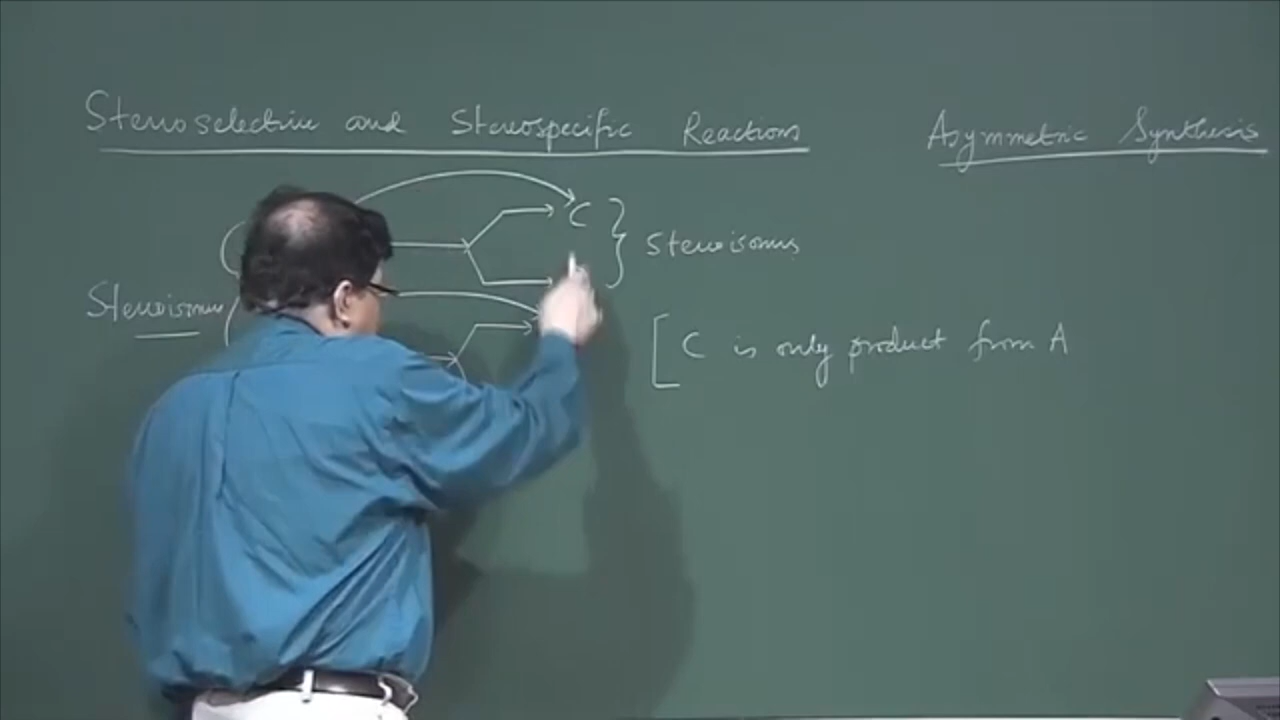 Stereoselective and Stereospecific Reactions
Asymmetric Synthesis
C
Stereoisomers
Stereoisomers
C is only product from A